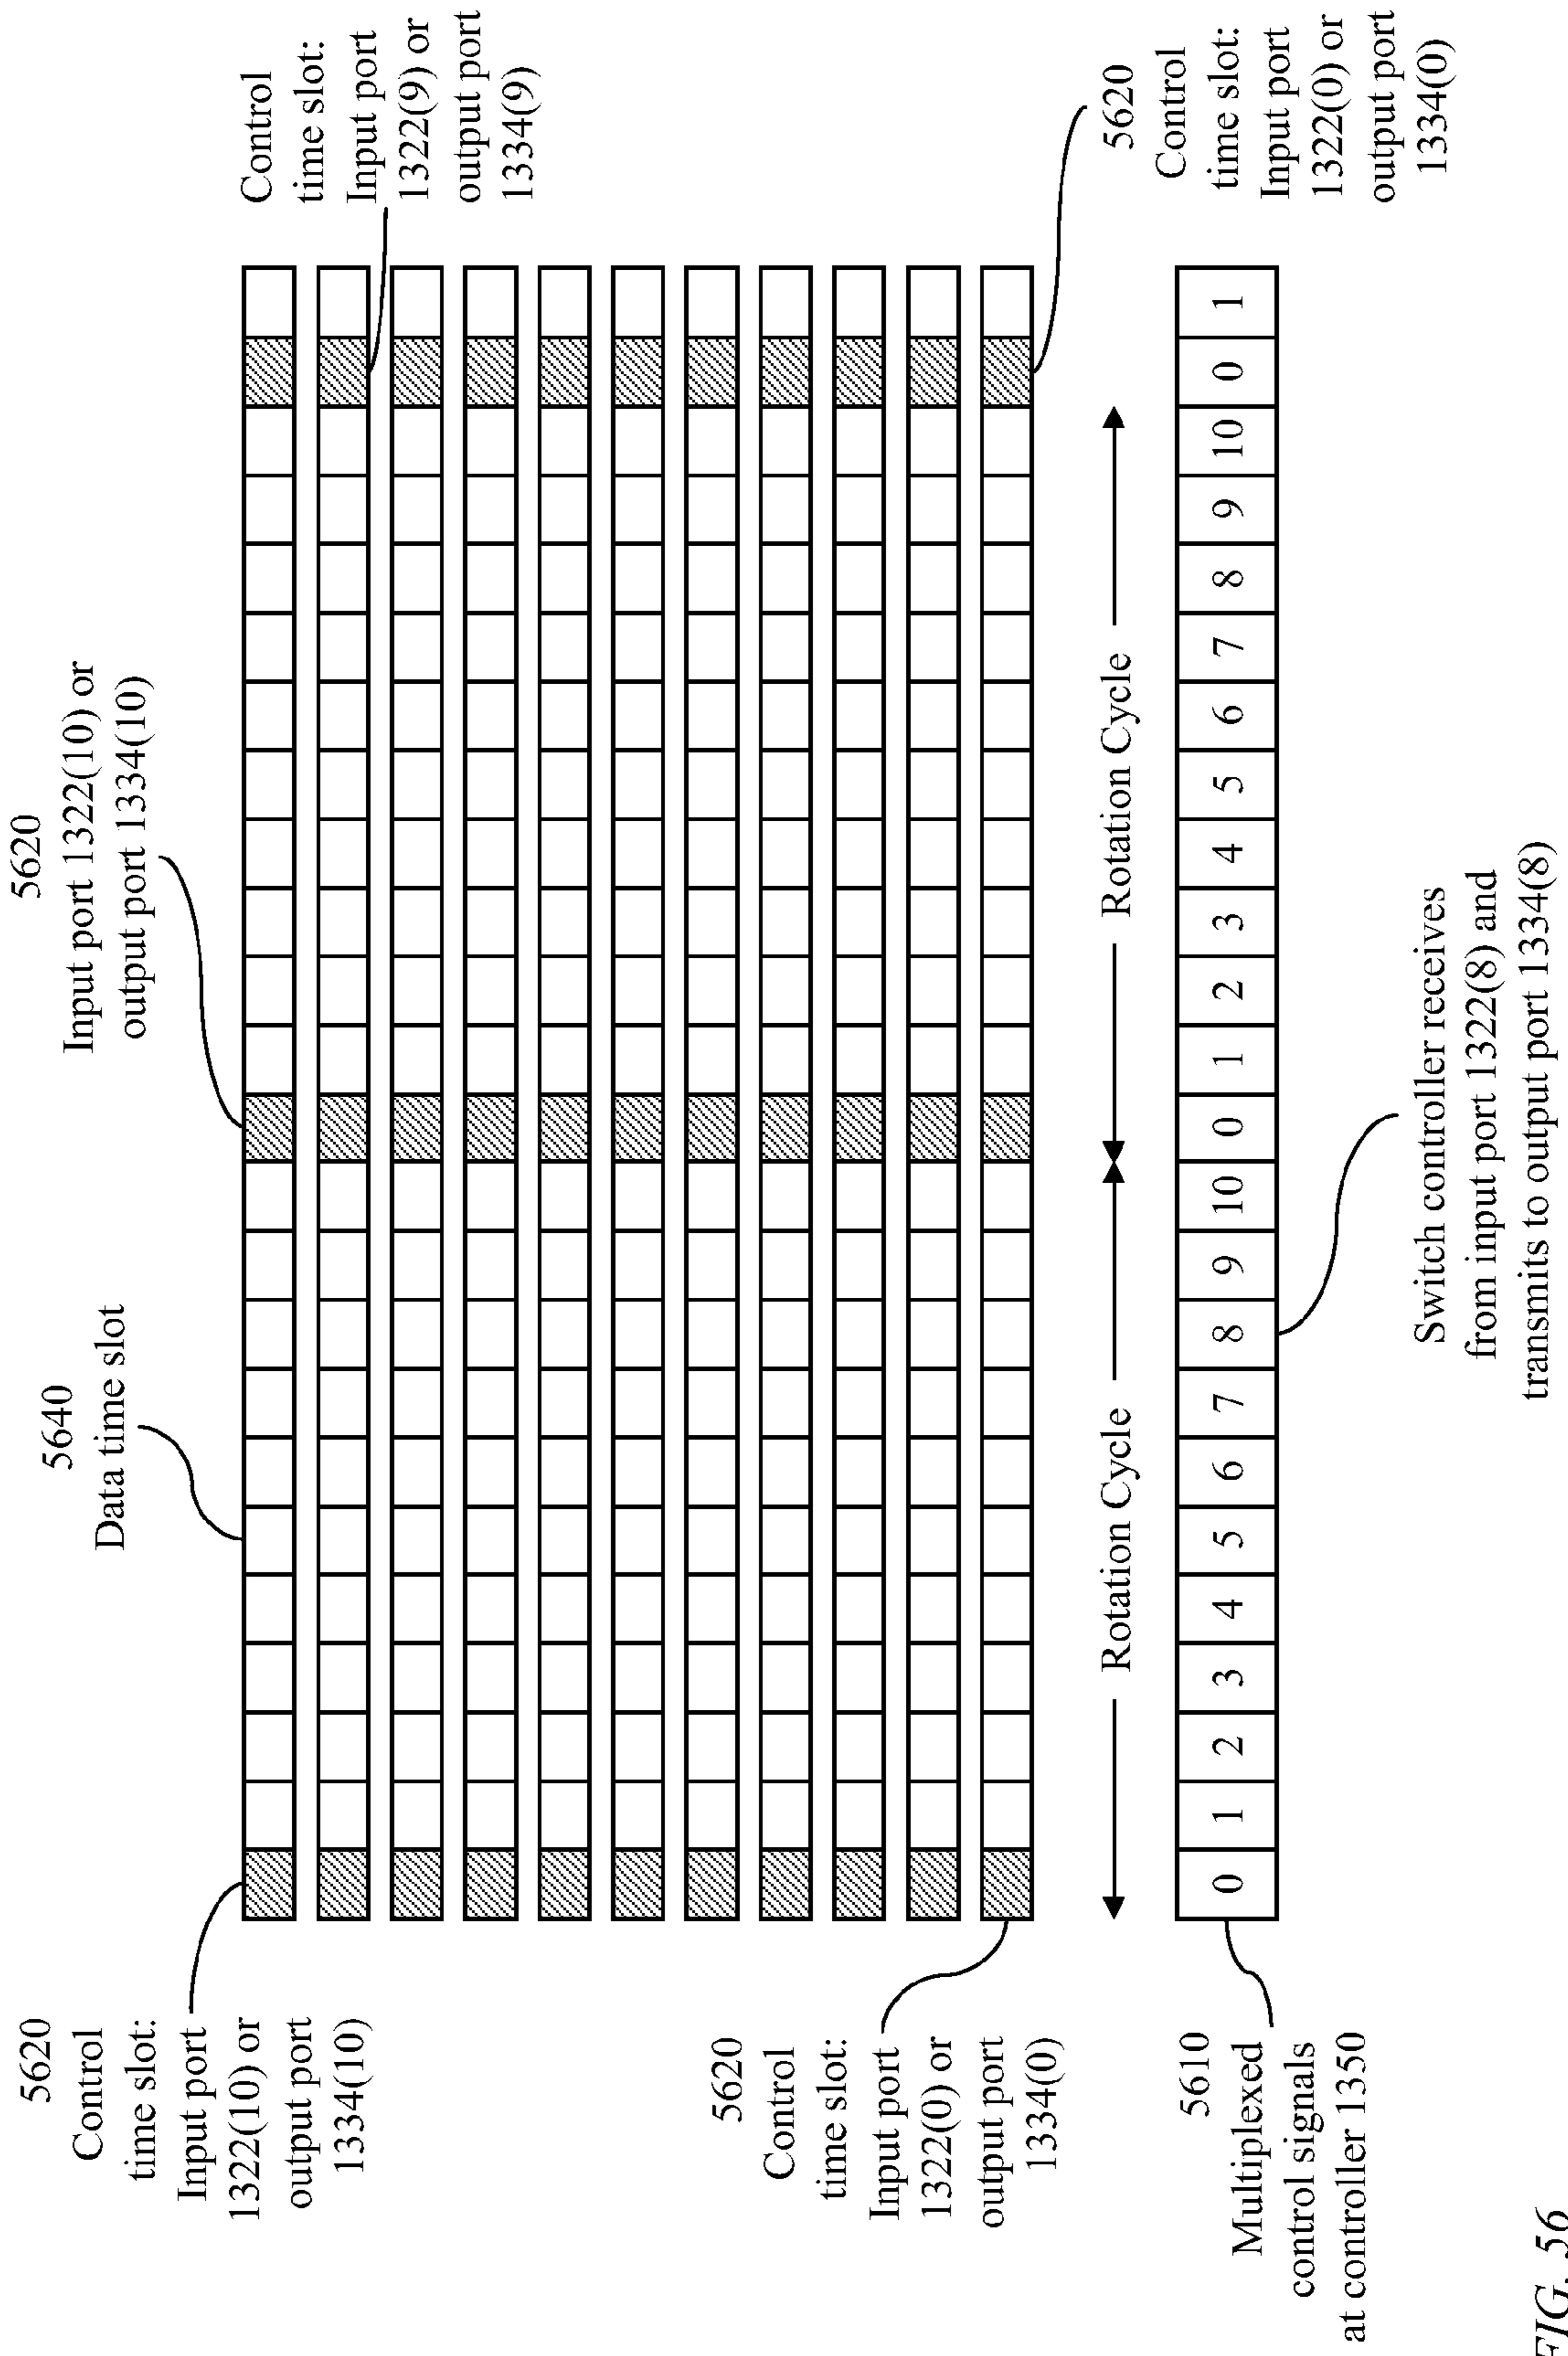 5620
Control
time slot:
Input port
1322(10) or
output port
1334(10)
5640
Data time slot
5620
Input port 1322(10) or
output port 1334(10)
Control
time slot:
Input port
1322(9) or
output port
1334(9)
5620
Control
time slot:
Input port
1322(0) or
output port
1334(0)
5620
Control
time slot:
Input port
1322(0) or
output port
1334(0)
Rotation Cycle
Rotation Cycle
5610
Multiplexed
control signals
at controller 1350
0 1 2 3 4 5 6 7 8 9 10 0 1 2 3 4 5 6 7 8 9 10 0 1
Switch controller receives
from input port 1322(8) and
transmits to output port 1334(8)
FIG. 56